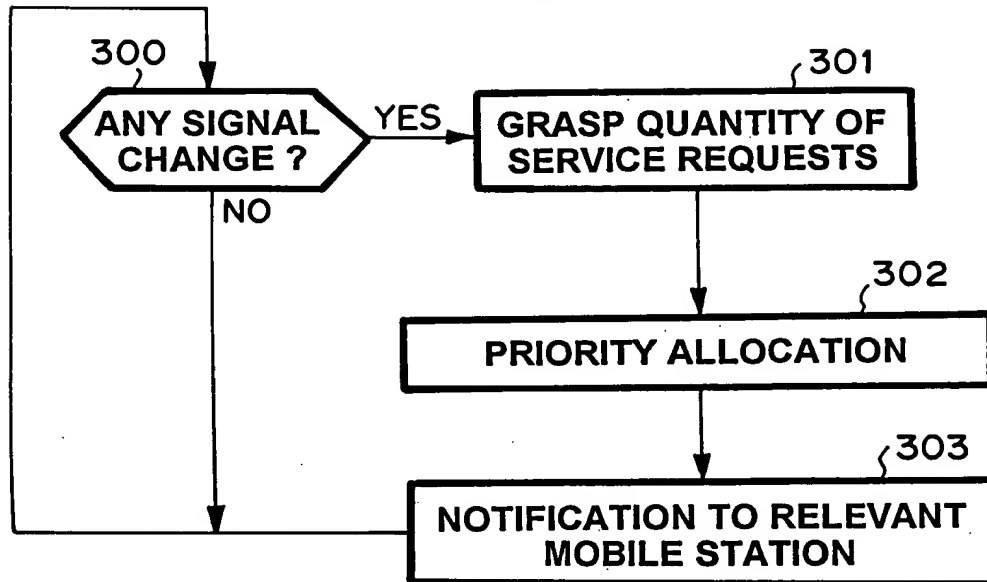 300
ANY SIGNAL
CHANGE ?
YES
NO
301
GRASP QUANTITY OF
SERVICE REQUESTS
302
PRIORITY ALLOCATION
303
NOTIFICATION TO RELEVANT
MOBILE STATION